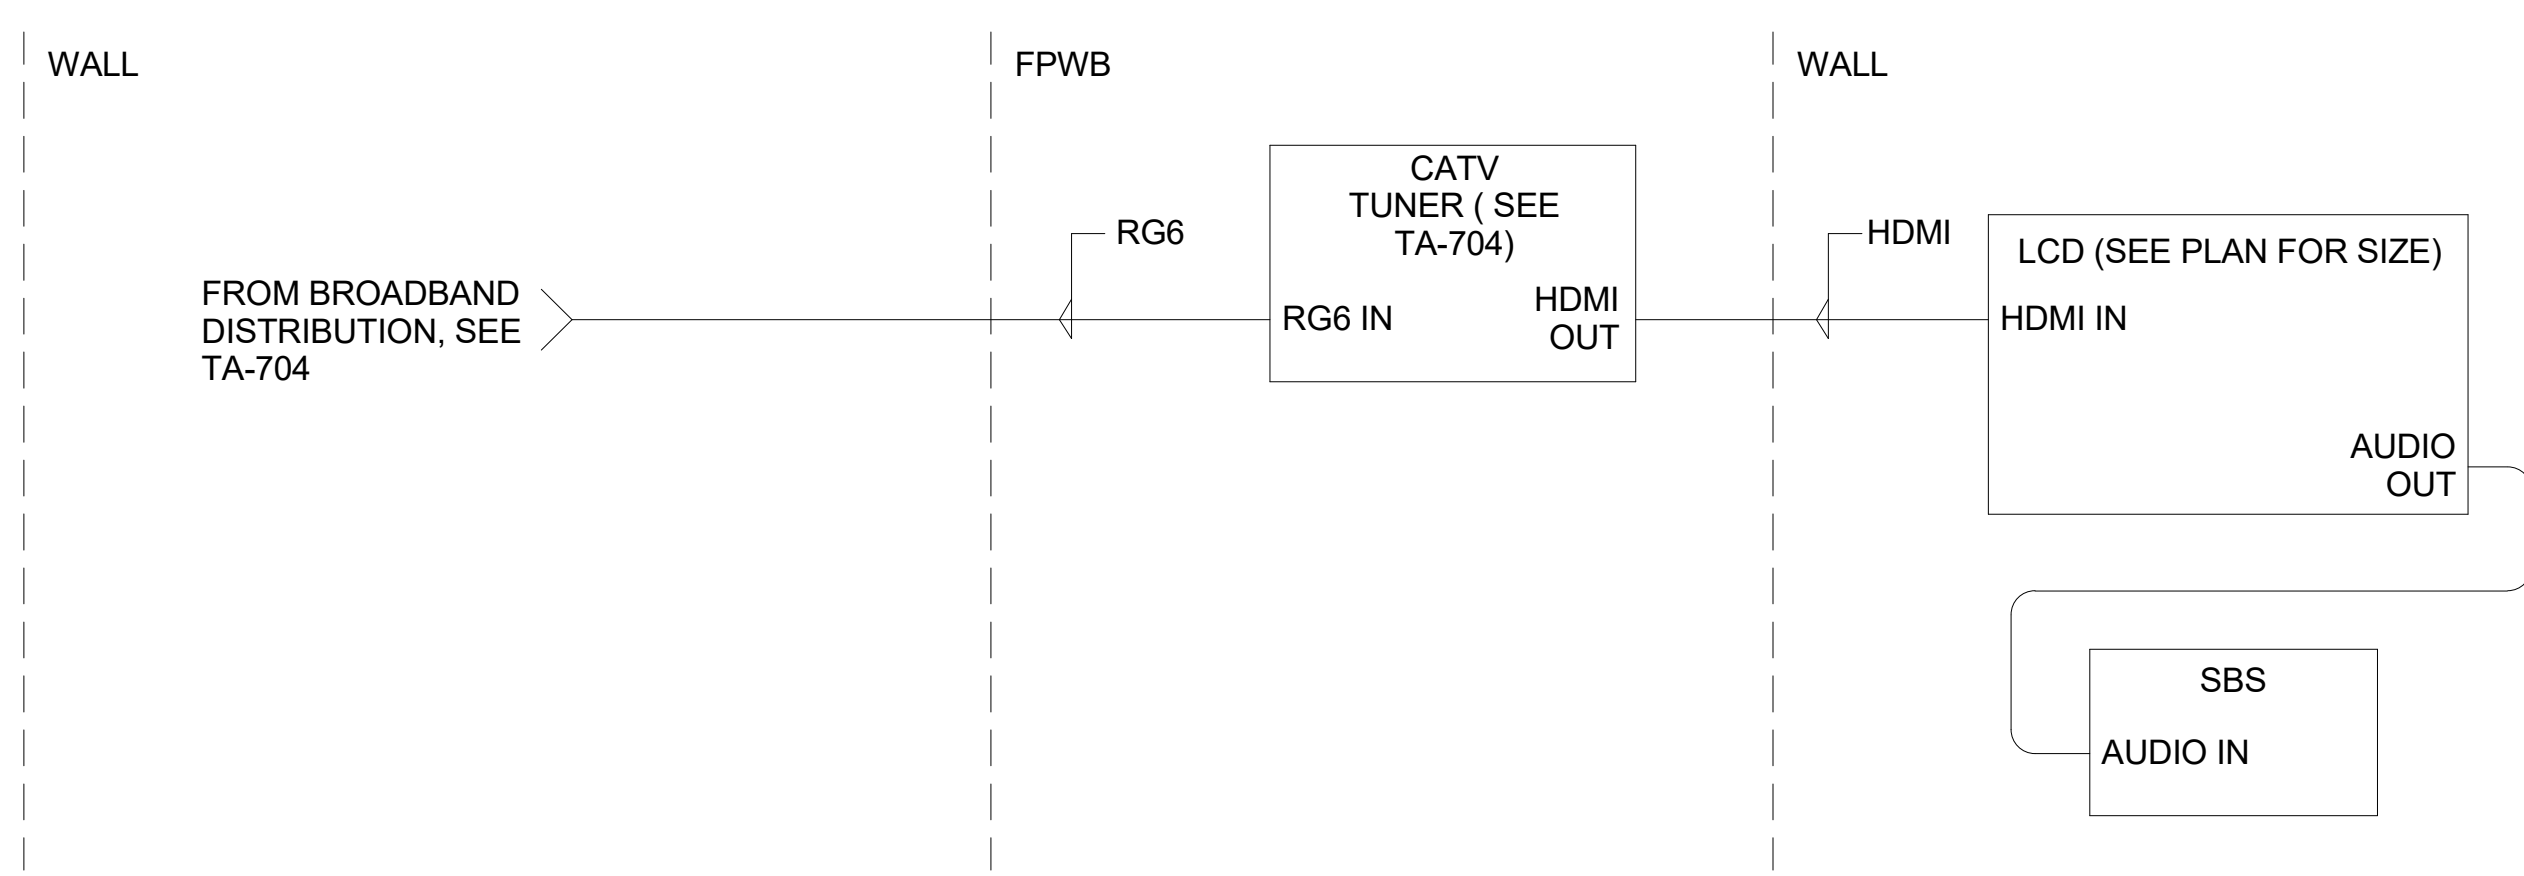 WALL
FPWB
WALL
FROM BROADBAND
DISTRIBUTION, SEE
TA-704
RG6
CATV
TUNER ( SEE
TA-704)
RG6 IN
HDMI
OUT
HDMI
LCD (SEE PLAN FOR SIZE)
HDMI IN
AUDIO
OUT
SBS
AUDIO IN